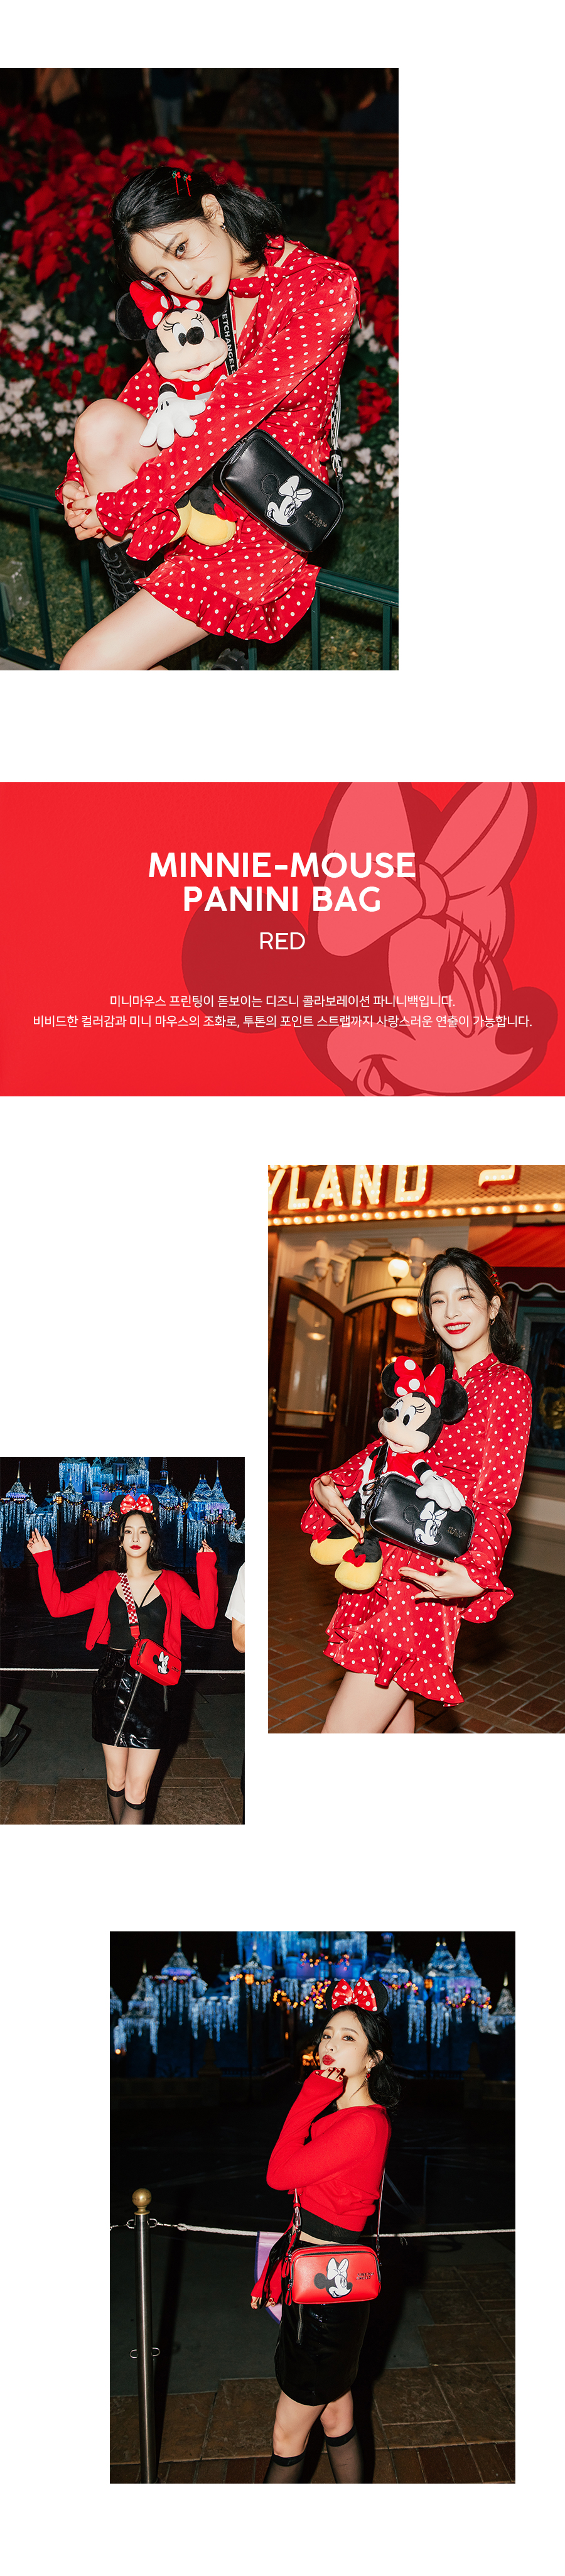 ETCHANGEL
MINNIE-MOUSE
PANINI BAG
RED
미니마우스 프린팅이 돋보이는 디즈니 콜라보레이션 파니니백입니다.
비비드한 컬러감과 미니 마우스의 조화로, 투톤의 포인트 스트랩까지 사랑스러운 연출이 가능합니다.
YLAND